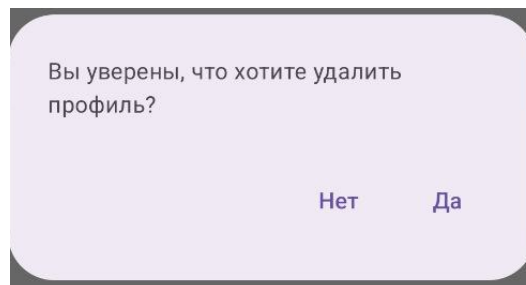 Вы уверены, что хотите удалить
профиль?
Нет Да